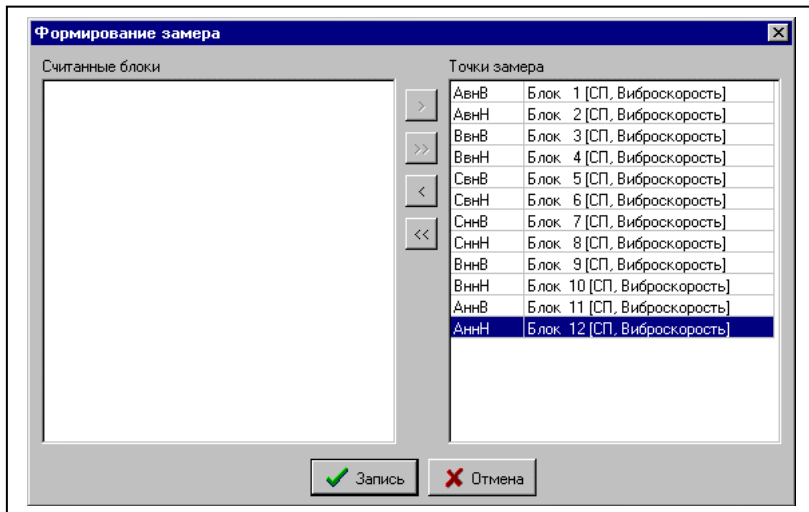 Формирование замера
Считанные блоки
Точки замера
АвнВ Блок 1 [СП, Виброскорость]
АвнН Блок 2 [СП, Виброскорость]
ВвнВ Блок 3 [СП, Виброскорость]
ВвнН Блок 4 [СП, Виброскорость]
СвнВ Блок 5 [СП, Виброскорость]
СвнН Блок 6 [СП, Виброскорость]
СннВ Блок 7 [СП, Виброскорость]
СннН Блок 8 [СП, Виброскорость]
ВннВ Блок 9 [СП, Виброскорость]
ВннН Блок 10 [СП, Виброскорость]
АннВ Блок 11 [СП, Виброскорость]
АннН Блок 12 [СП, Виброскорость]
>
>>
<
<<
Запись
Отмена